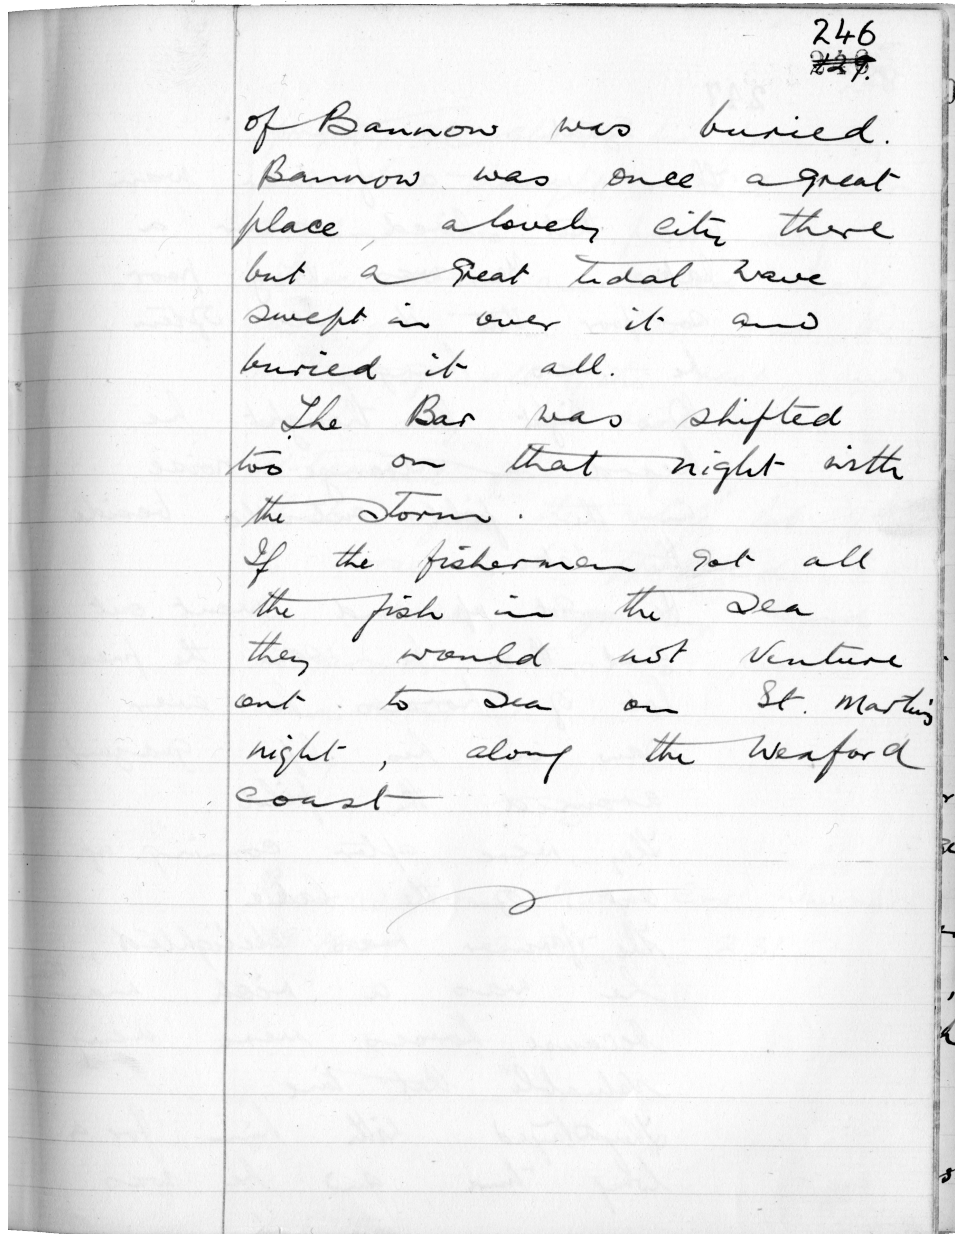 246
of Bannow was buried.
Bannow was once a great
place, a lovely city there
but a great tidal wave
swept in over it and
buried it all.
The Bar was shifted
too on that night with
the storm.
If the fishermen got all
the fish in the sea
they would not venture
out to sea on St. Martin's
night, along the Wexford
coast